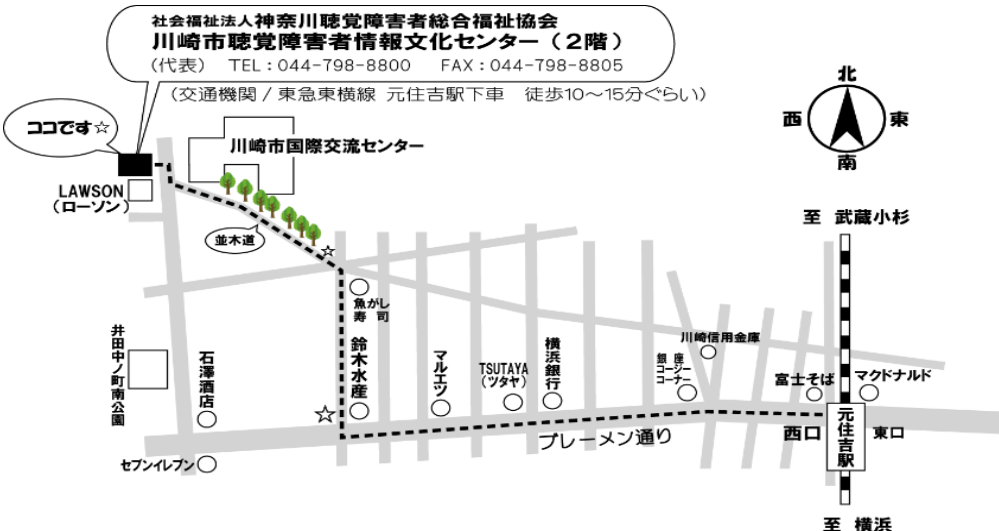 社会福祉法人神奈川聴覚障害者総合福祉協会
川崎市聴覚障害者情報文化センター（2階）
（代表）　TEL：044-798-8800　FAX：044-798-8805
（交通機関 / 東急東横線 元住吉駅下車　徒歩10～15分ぐらい）
ココです☆
川崎市国際交流センター
LAWSON
（ローソン）
並木道
☆
北
西
東
南
至 武蔵小杉
魚がし
寿司
川崎信用金庫
井田中ノ町南公園
石澤酒店
鈴木水産
マルエツ
TSUTAYA
（ツタヤ）
横浜銀行
銀座
コージー
コーナー
富士そば
マクドナルド
☆
ブレーメン通り
西口
元住吉駅
東口
セブンイレブン
至 横浜